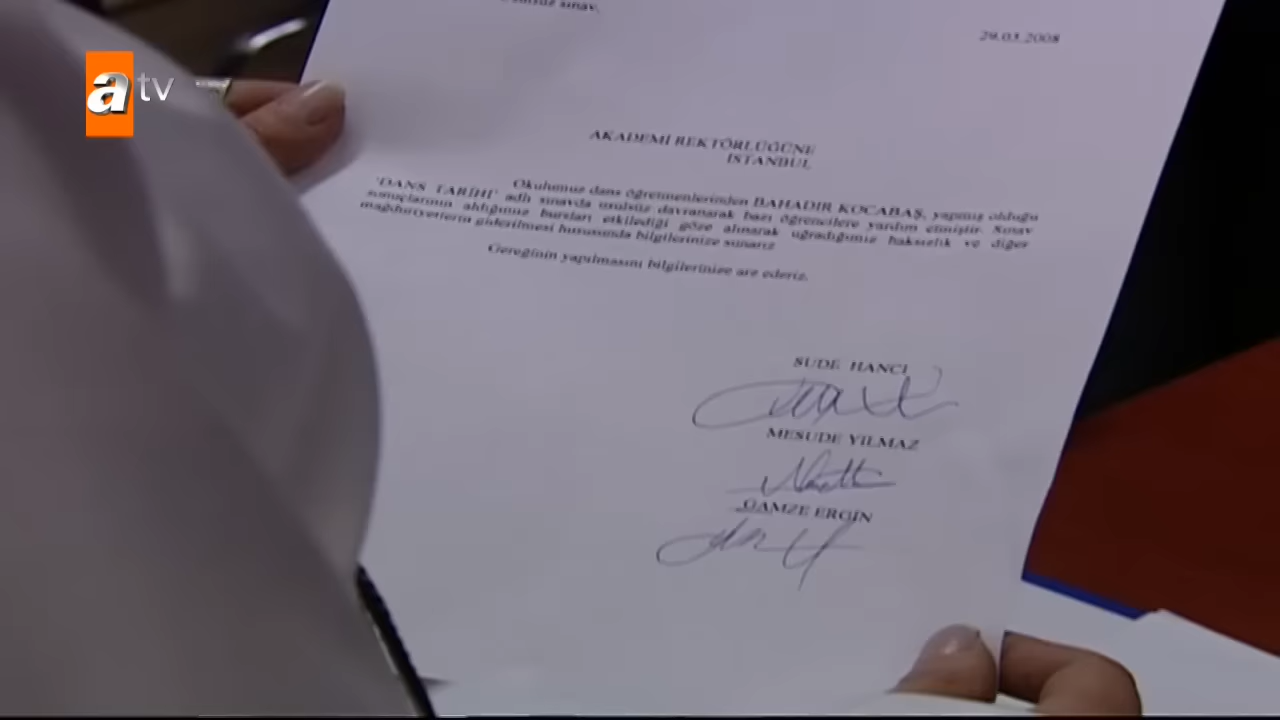 atv
sınav.
29.03.2008
AKADEMİ REKTÖRLÜĞÜNE
İSTANBUL
Okulumuz dans öğretmenlerinden BAHADIR KOCABAŞ, yapmış olduğu
'DANS TARİHİ' adlı sınavda usulsüz davranarak bazı öğrencilere yardım etmiştir. Sınav
sonuçlarının aldığımız bursları etkilediği göze alınarak uğradığımız haksızlık ve diğer
mağduriyetlerin giderilmesi hususunda bilgilerinize sunarız
Gereğinin yapılmasını bilgilerinize arz ederiz.
SUDE HANCI
MESUDE YILMAZ
GAMZE ERGİN